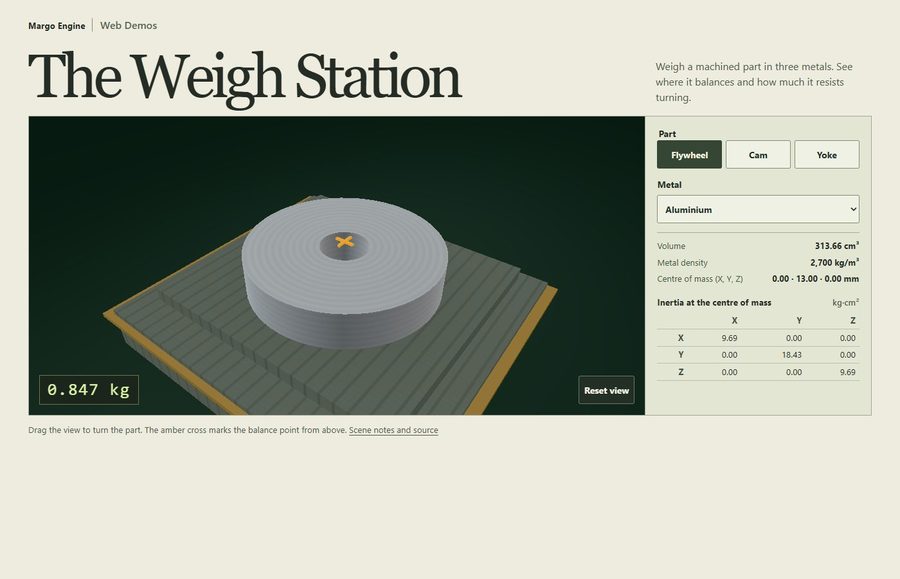 Margo Engine | Web Demos
The Weigh Station
Weigh a machined part in three metals. See
where it balances and how much it resists
turning.
Part
Flywheel Cam Yoke
Metal
Aluminium
Volume 313.66 cm³
Metal density 2,700 kg/m³
Centre of mass (X, Y, Z) 0.00 · 13.00 · 0.00 mm
Inertia at the centre of mass kg·cm²
X Y Z
X 9.69 0.00 0.00
Y 0.00 18.43 0.00
Z 0.00 0.00 9.69
0.847 kg
Reset view
Drag the view to turn the part. The amber cross marks the balance point from above. Scene notes and source